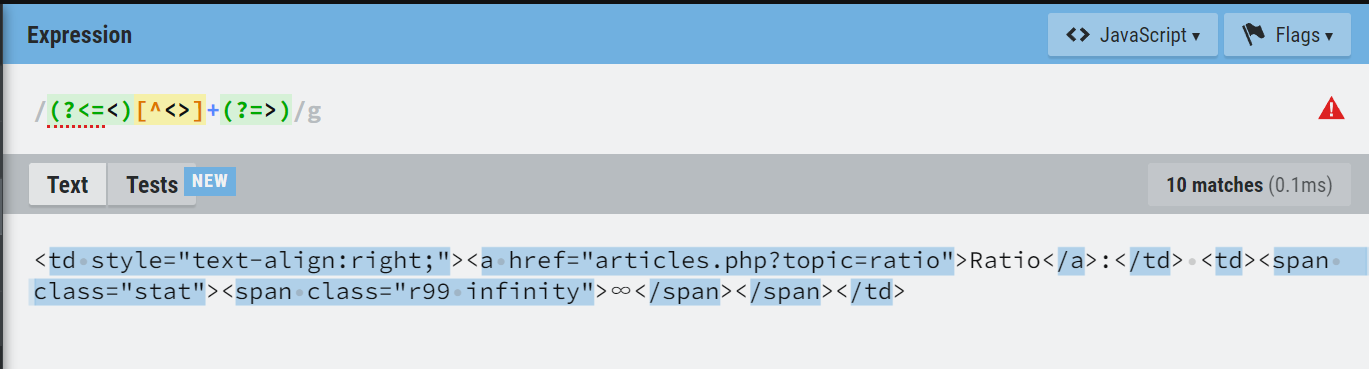 Expression
<> JavaScript ▾
Flags ▾
/(?<=<)[^<>]+(?=>)/g
Text
Tests
NEW
10 matches (0.1ms)
<td style="text-align:right;"><a href="articles.php?topic=ratio">Ratio</a>:</td> <td><span
class="stat"><span class="r99 infinity">∞</span></span></td>